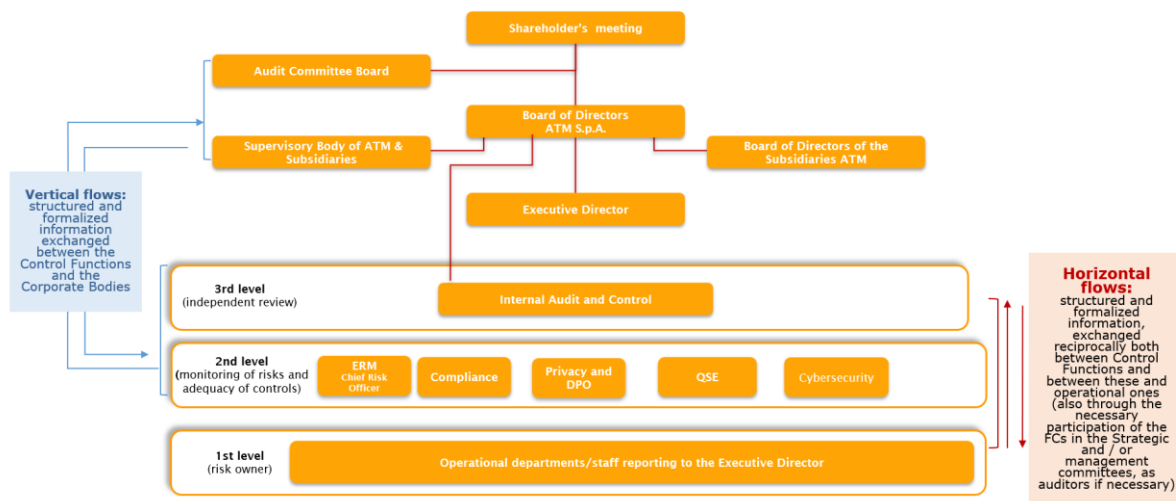 Shareholder's meeting
Audit Committee Board
Board of Directors
ATM S.p.A.
Supervisory Body of ATM &
Subsidiaries
Board of Directors of the
Subsidiaries ATM
Executive Director
Vertical flows:
structured and
formalized
information
exchanged
between the
Control Functions
and the
Corporate Bodies
3rd level
(independent review)
Internal Audit and Control
2nd level
(monitoring of risks and
adequacy of controls)
ERM
Chief Risk
Officer
Compliance
Privacy and
DPO
QSE
Cybersecurity
1st level
(risk owner)
Operational departments/staff reporting to the Executive Director
Horizontal
flows:
structured and
formalized
information,
exchanged
reciprocally both
between Control
Functions and
between these and
operational ones
(also through the
necessary
participation of the
FCs in the Strategic
and / or
management
committees, as
auditors if necessary)